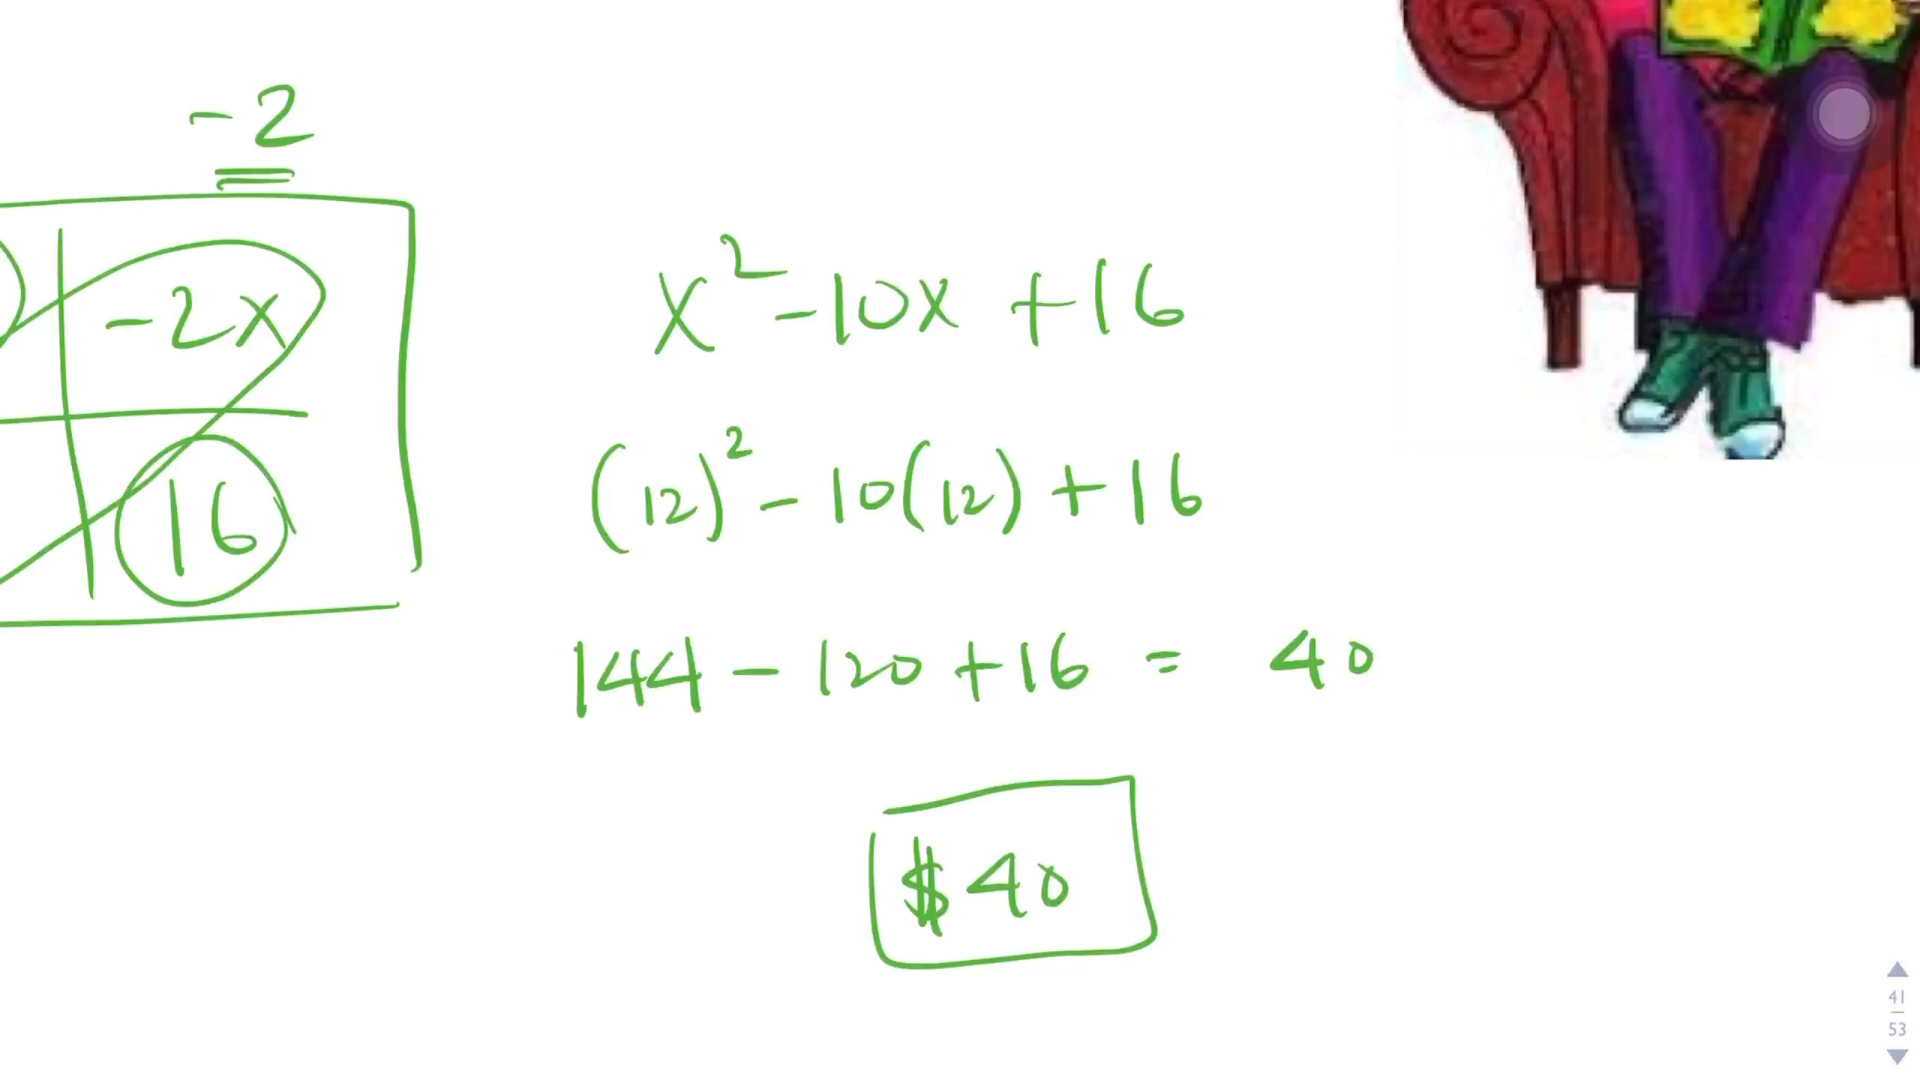 -2
-2x
16
x²-10x+16
(12)²-10(12)+16
144-120+16 = 40
$40
41
53